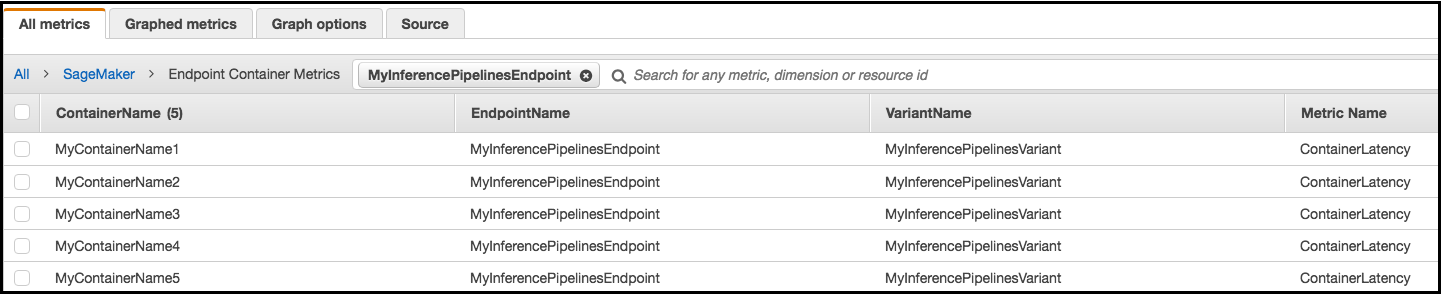 All metrics Graphed metrics Graph options Source
All > SageMaker > Endpoint Container Metrics MyInferencePipelinesEndpoint Search for any metric, dimension or resource id
ContainerName (5) EndpointName VariantName Metric Name
MyContainerName1 MyInferencePipelinesEndpoint MyInferencePipelinesVariant ContainerLatency
MyContainerName2 MyInferencePipelinesEndpoint MyInferencePipelinesVariant ContainerLatency
MyContainerName3 MyInferencePipelinesEndpoint MyInferencePipelinesVariant ContainerLatency
MyContainerName4 MyInferencePipelinesEndpoint MyInferencePipelinesVariant ContainerLatency
MyContainerName5 MyInferencePipelinesEndpoint MyInferencePipelinesVariant ContainerLatency